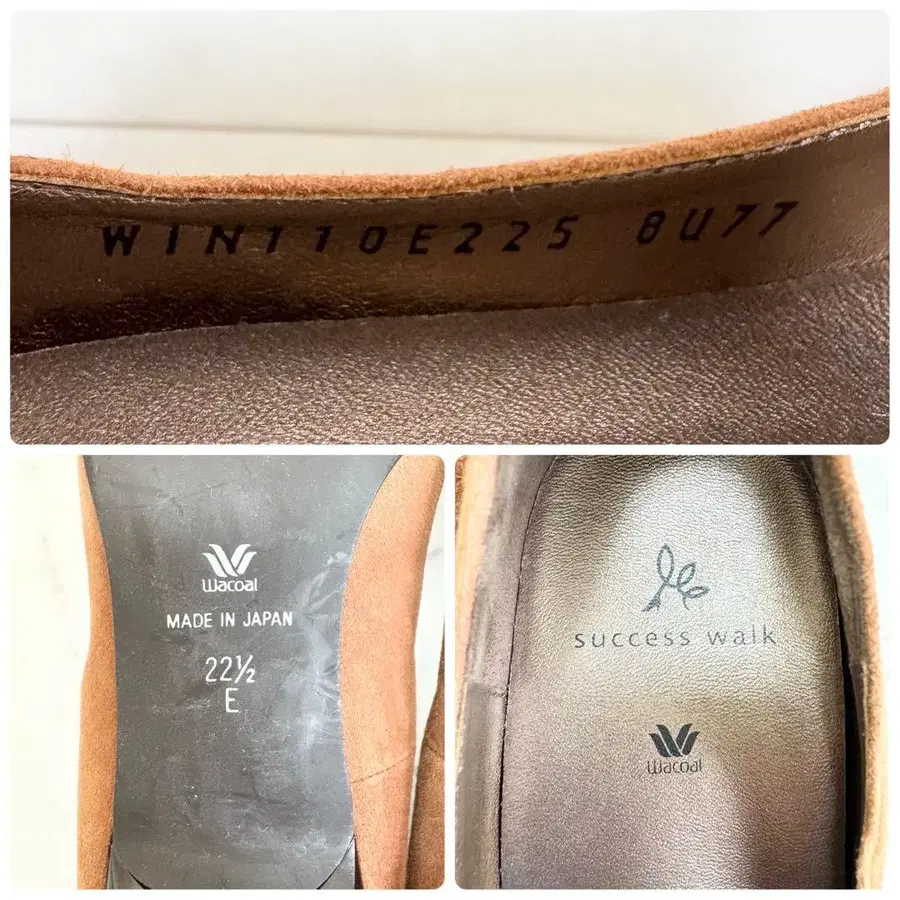 WIN110E225 8U77
Wacoal
MADE IN JAPAN
22½
E
success walk
Wacoal